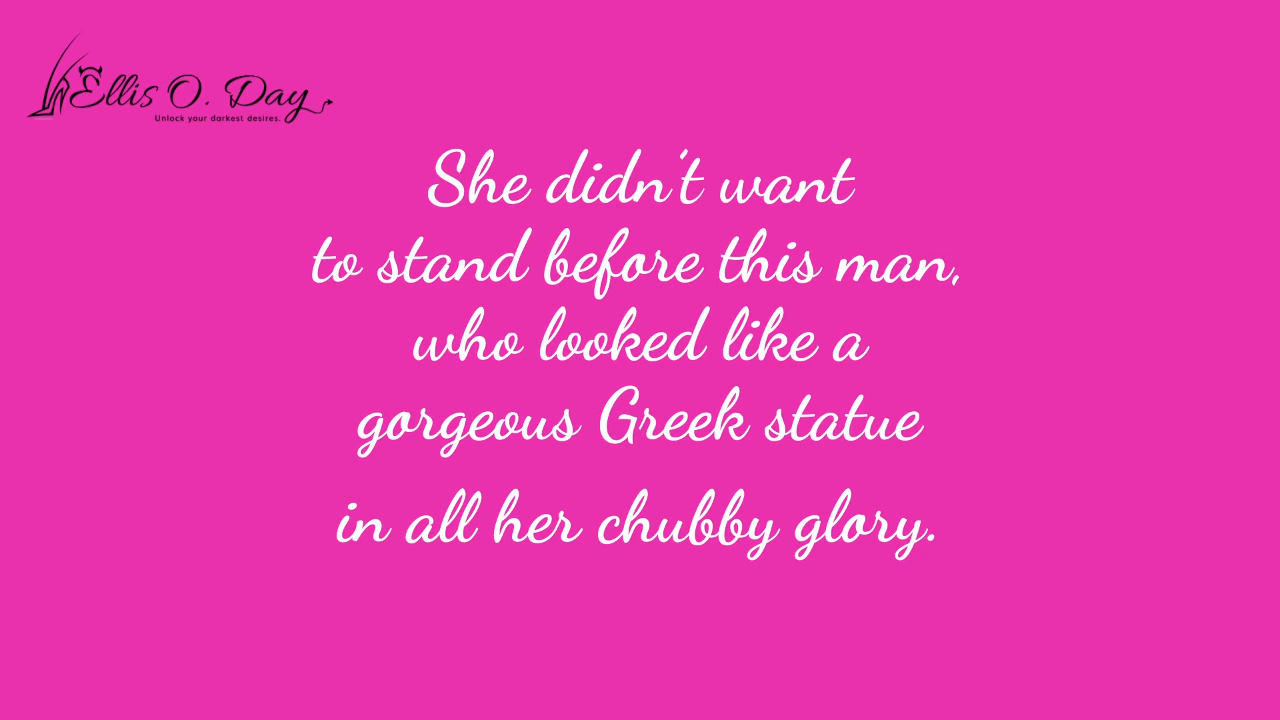 Ellis O. Day
Unlock your darkest desires.
She didn't want
to stand before this man,
who looked like a
gorgeous Greek statue
in all her chubby glory.